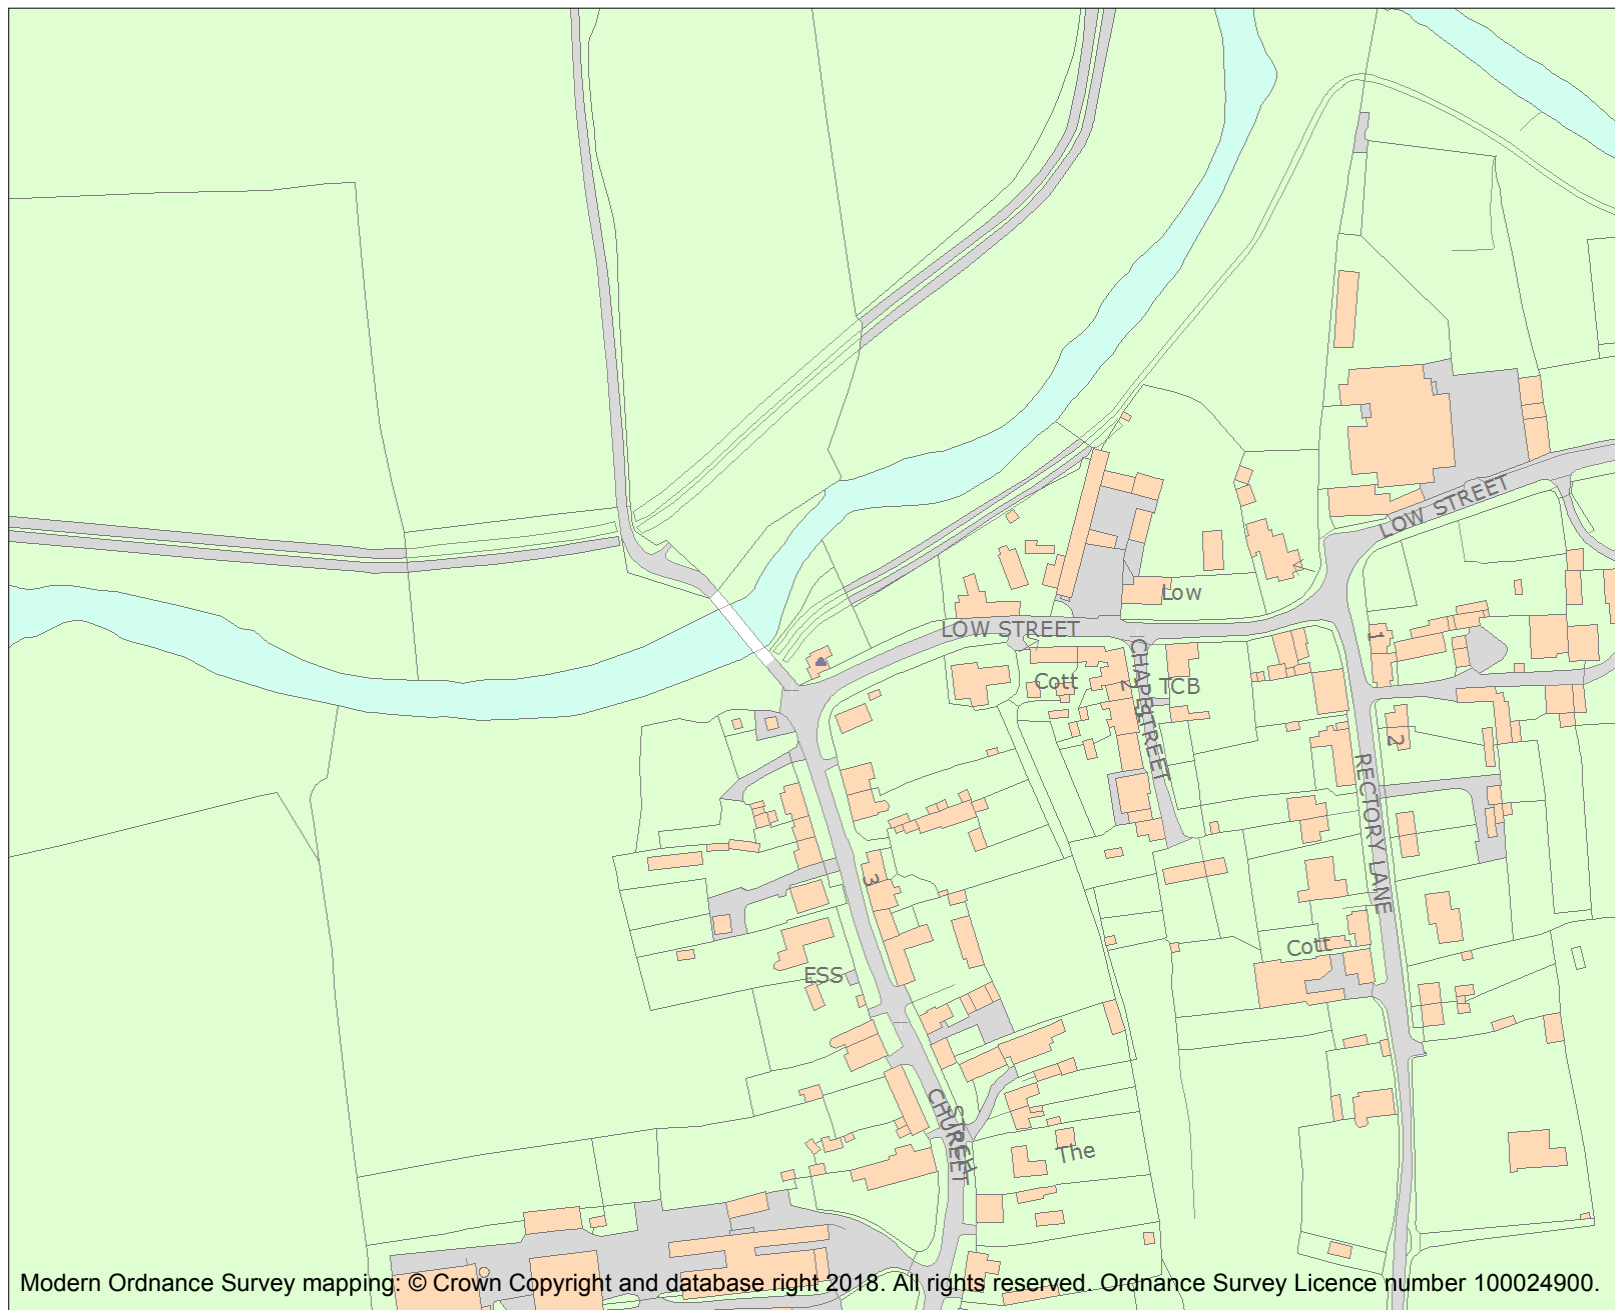 LOW STREET
Low
LOW STREET
1
Cott
2
CHAPEL STREET
TCB
2
RECTORY LANE
3
Cott
ESS
CHURCH
STREET
The
Modern Ordnance Survey mapping: © Crown Copyright and database right 2018. All rights reserved. Ordnance Survey Licence number 100024900.